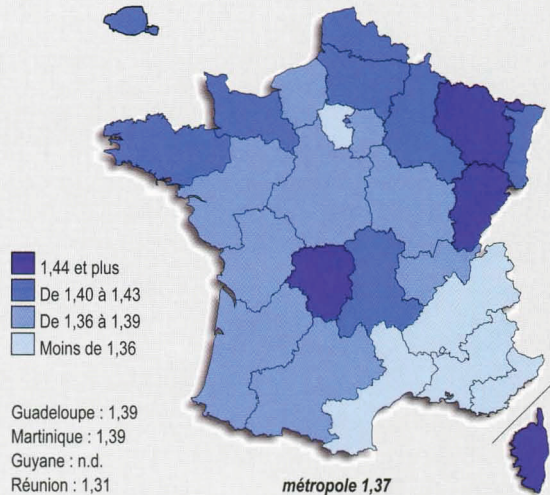 1,44 et plus
De 1,40 à 1,43
De 1,36 à 1,39
Moins de 1,36
Guadeloupe : 1,39
Martinique : 1,39
Guyane : n.d.
Réunion : 1,31
métropole 1,37